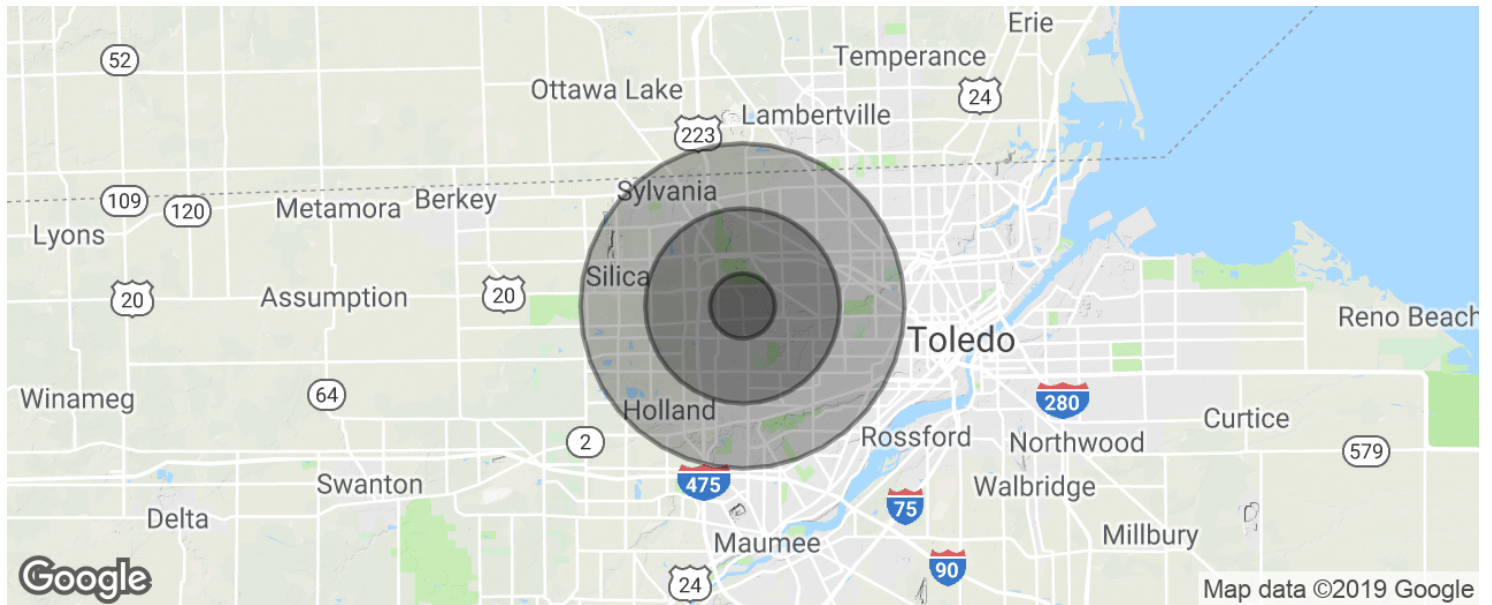 Erie
52
Temperance
Ottawa Lake
24
Lambertville
223
Sylvania
109
120
Metamora
Berkey
Lyons
Silica
20
Assumption
20
Reno Beach
Toledo
Winameg
64
280
Holland
Curtice
2
Rossford
Northwood
579
475
Swanton
Walbridge
75
Delta
Millbury
Maumee
90
24
Google
Map data ©2019 Google